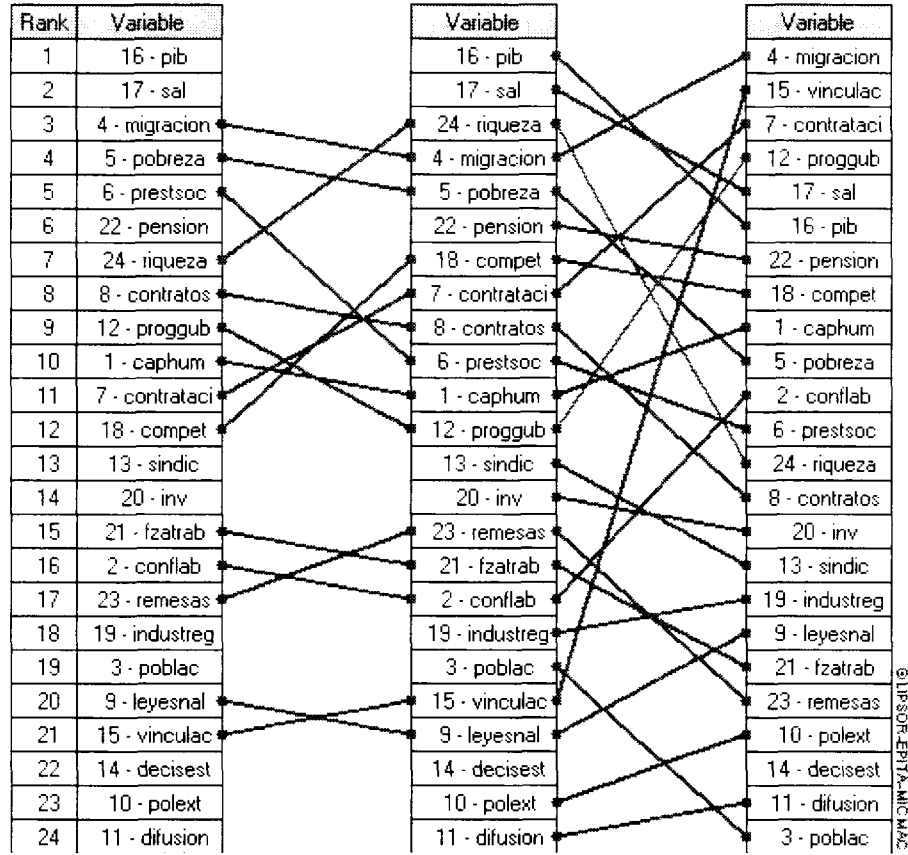 Rank Variable Variable Variable
1 16 - pib 16 - pib 4 - migracion
2 17 - sal 17 - sal 15 - vinculac
3 4 - migracion 24 - riqueza 7 - contrataci
4 5 - pobreza 4 - migracion 12 - proggub
5 6 - prestsoc 5 - pobreza 17 - sal
6 22 - pension 22 - pension 16 - pib
7 24 - riqueza 18 - compet 22 - pension
8 8 - contratos 7 - contrataci 18 - compet
9 12 - proggub 8 - contratos 1 - caphum
10 1 - caphum 6 - prestsoc 5 - pobreza
11 7 - contrataci 1 - caphum 2 - conflab
12 18 - compet 12 - proggub 6 - prestsoc
13 13 - sindic 13 - sindic 24 - riqueza
14 20 - inv 20 - inv 8 - contratos
15 21 - fzatrab 23 - remesas 20 - inv
16 2 - conflab 21 - fzatrab 13 - sindic
17 23 - remesas 2 - conflab 19 - industreg
18 19 - industreg 19 - industreg 9 - leyesnal
19 3 - poblac 3 - poblac 21 - fzatrab
20 9 - leyesnal 15 - vinculac 23 - remesas
21 15 - vinculac 9 - leyesnal 10 - polext
22 14 - decisest 14 - decisest 14 - decisest
23 10 - polext 10 - polext 11 - difusion
24 11 - difusion 11 - difusion 3 - poblac
© LIPSOR-EPITA-MICMAC